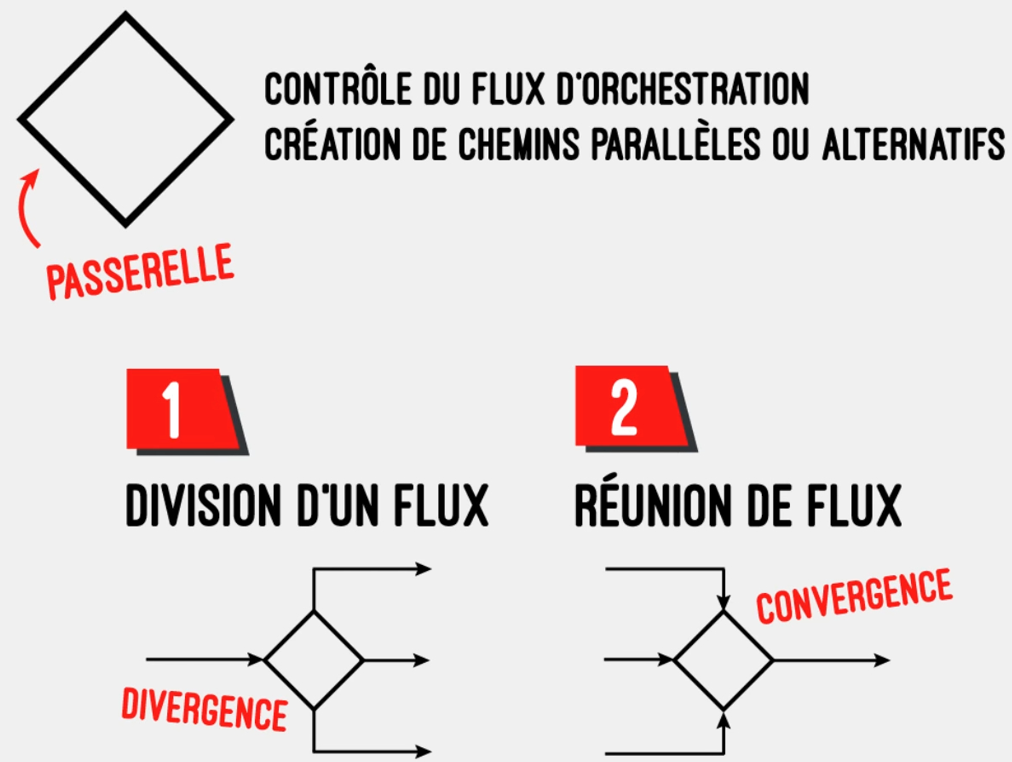 CONTRÔLE DU FLUX D'ORCHESTRATION
CRÉATION DE CHEMINS PARALLÈLES OU ALTERNATIFS
PASSERELLE
1
DIVISION D'UN FLUX
DIVERGENCE
2
RÉUNION DE FLUX
CONVERGENCE